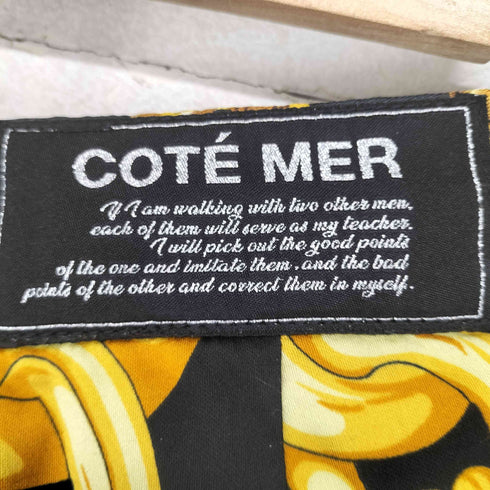 COTÉ MER
If I am walking with two other men,
each of them will serve as my teacher.
I will pick out the good points
of the one and imitate them, and the bad
points of the other and correct them in myself.